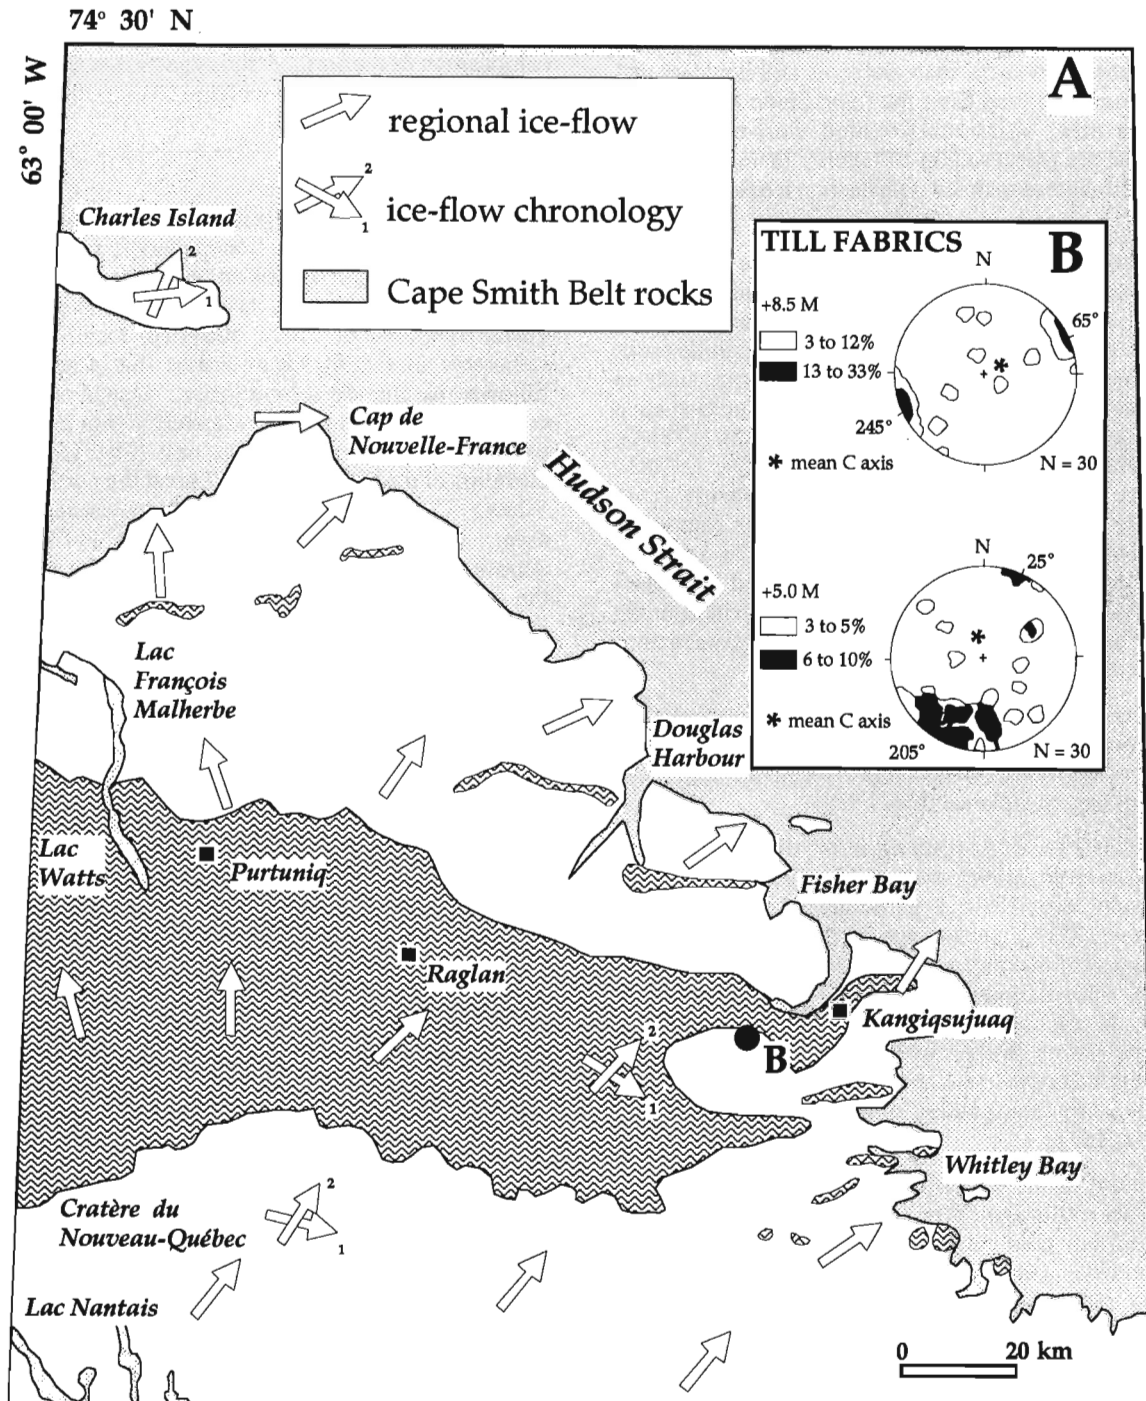 74° 30' N
63° 00' W
A
regional ice-flow
2
1
ice-flow chronology
Cape Smith Belt rocks
Charles Island
2
1
TILL FABRICS
B
N
+8.5 M
65°
3 to 12%
13 to 33%
245°
* mean C axis
N = 30
N
25°
+5.0 M
3 to 5%
6 to 10%
* mean C axis
205°
N = 30
Cap de
Nouvelle-France
Hudson Strait
Lac
François
Malherbe
Douglas
Harbour
Lac
Watts
Purtuniq
Fisher Bay
Raglan
Kangiqsujuaq
2
1
B
Whitley Bay
Cratère du
Nouveau-Québec
2
1
Lac Nantais
0 20 km